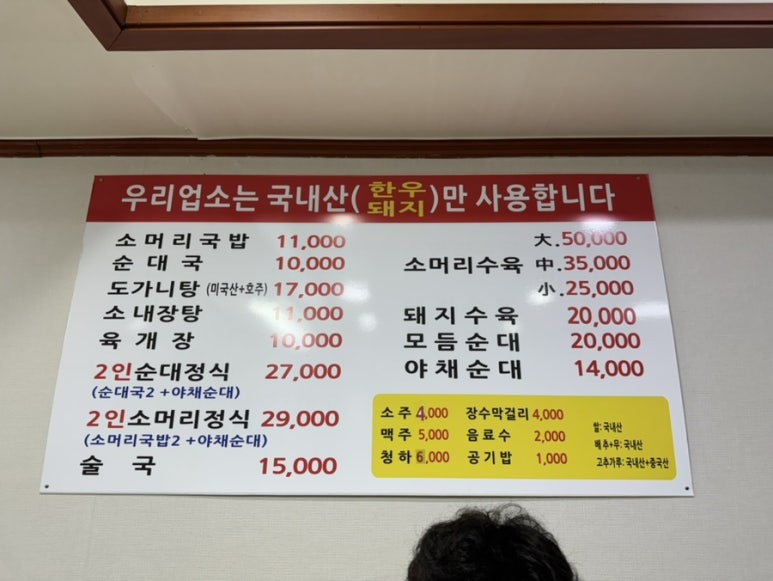 우리업소는 국내산(한우 돼지)만 사용합니다
소머리국밥 11,000
순대국 10,000
도가니탕 (미국산+호주) 17,000
소내장탕 11,000
육개장 10,000
2인순대정식 27,000
(순대국2 +야채순대)
2인소머리정식 29,000
(소머리국밥2 +야채순대)
술국 15,000
소머리수육 大.50,000
中.35,000
小.25,000
돼지수육 20,000
모듬순대 20,000
야채순대 14,000
소주 4,000 장수막걸리 4,000
맥주 5,000 음료수 2,000
청하 6,000 공기밥 1,000
쌀: 국내산
배추+무: 국내산
고추가루: 국내산+중국산